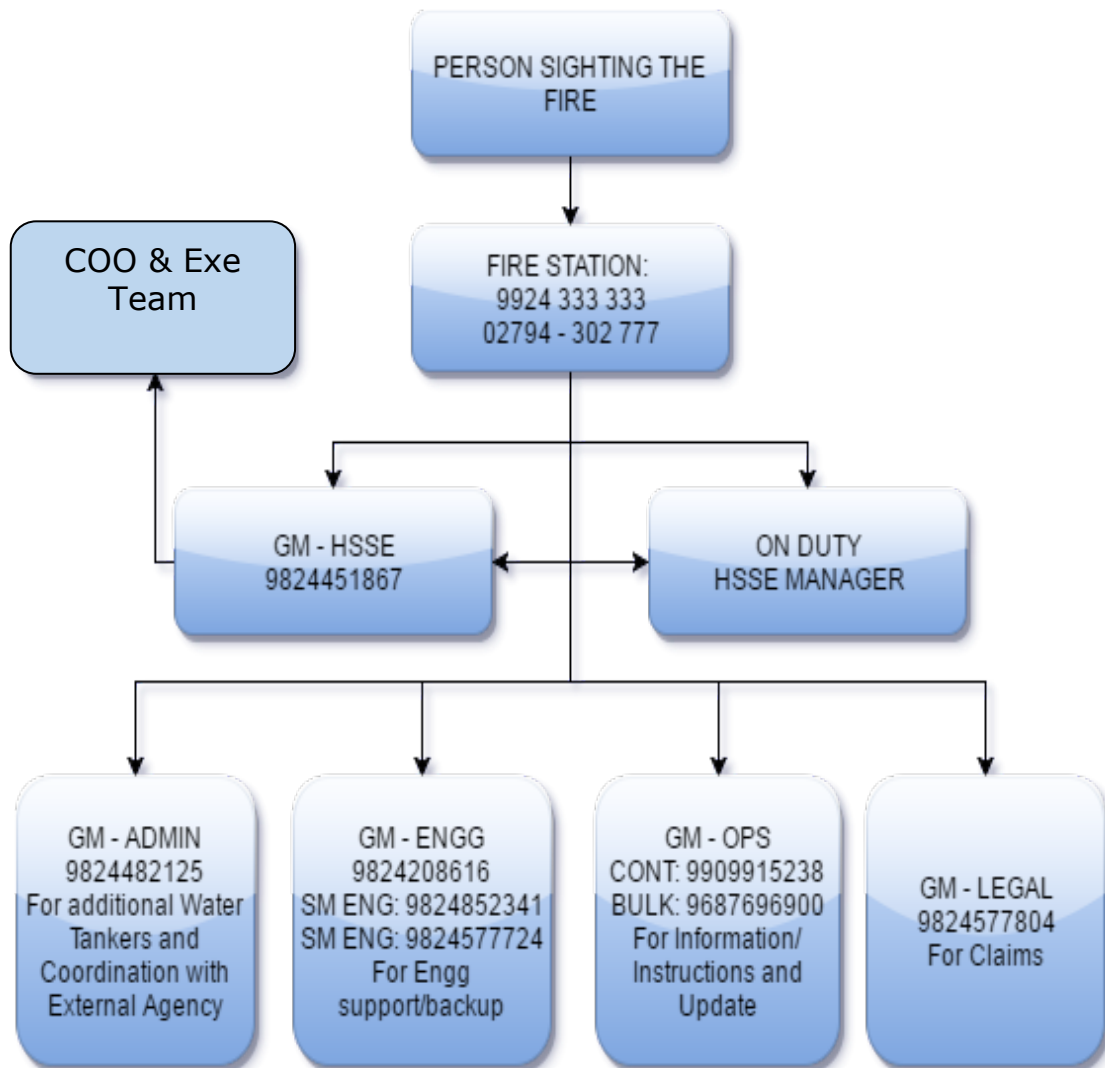 PERSON SIGHTING THE
FIRE
COO & Exe
Team
FIRE STATION:
9924 333 333
02794 - 302 777
GM - HSSE
9824451867
ON DUTY
HSSE MANAGER
GM - ADMIN
9824482125
For additional Water
Tankers and
Coordination with
External Agency
GM - ENGG
9824208616
SM ENG: 9824852341
SM ENG: 9824577724
For Engg
support/backup
GM - OPS
CONT: 9909915238
BULK: 9687696900
For Information/
Instructions and
Update
GM - LEGAL
9824577804
For Claims